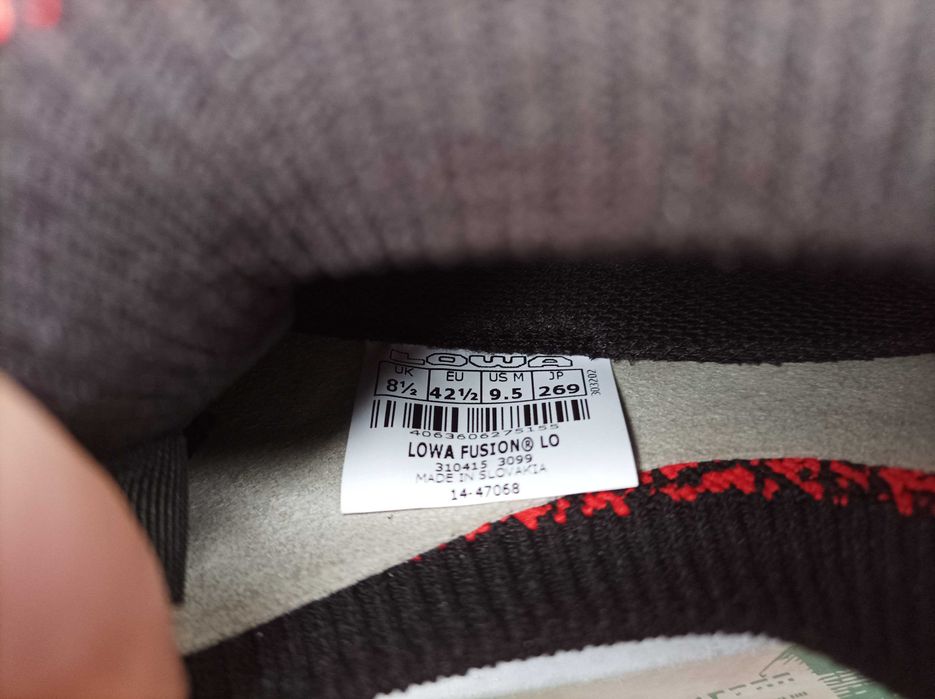 LOWA
UK EU US M JP
8½ 42½ 9.5 269
303202
4063606275155
LOWA FUSION® LO
310415 3099
MADE IN SLOVAKIA
14-47068